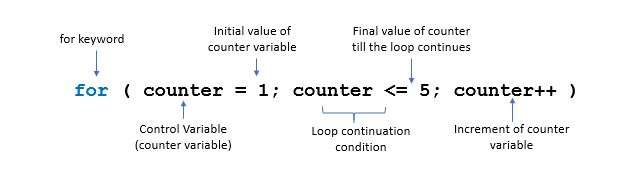 for keyword
Initial value of
counter variable
Final value of counter
till the loop continues
for ( counter = 1; counter <= 5; counter++ )
Control Variable
(counter variable)
Loop continuation
condition
Increment of counter
variable